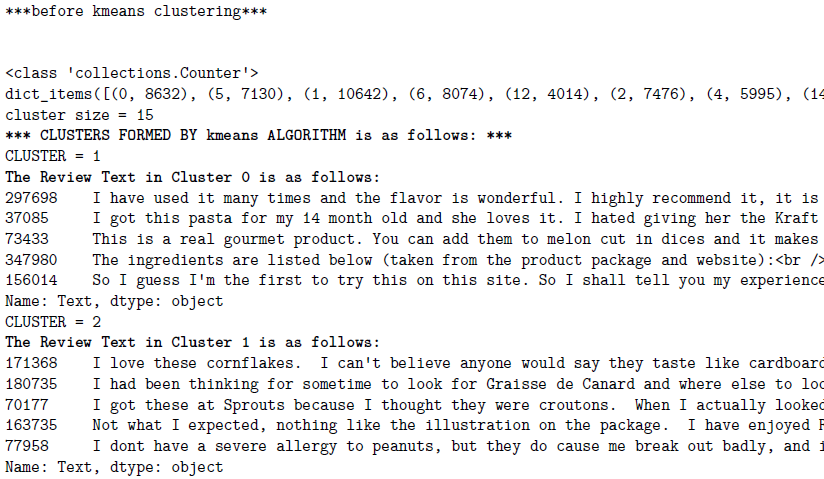 ***before kmeans clustering***
<class 'collections.Counter'>
dict_items([(0, 8632), (5, 7130), (1, 10642), (6, 8074), (12, 4014), (2, 7476), (4, 5995), (14
cluster size = 15
*** CLUSTERS FORMED BY kmeans ALGORITHM is as follows: ***
CLUSTER = 1
The Review Text in Cluster 0 is as follows:
297698    I have used it many times and the flavor is wonderful. I highly recommend it, it is
37085     I got this pasta for my 14 month old and she loves it. I hated giving her the Kraft
73433     This is a real gourmet product. You can add them to melon cut in dices and it makes
347980    The ingredients are listed below (taken from the product package and website):<br />
156014    So I guess I'm the first to try this on this site. So I shall tell you my experience
Name: Text, dtype: object
CLUSTER = 2
The Review Text in Cluster 1 is as follows:
171368    I love these cornflakes.  I can't believe anyone would say they taste like cardboard
180735    I had been thinking for sometime to look for Graisse de Canard and where else to loo
70177     I got these at Sprouts because I thought they were croutons.  When I actually looked
163735    Not what I expected, nothing like the illustration on the package.  I have enjoyed
77958     I dont have a severe allergy to peanuts, but they do cause me break out badly, and
Name: Text, dtype: object